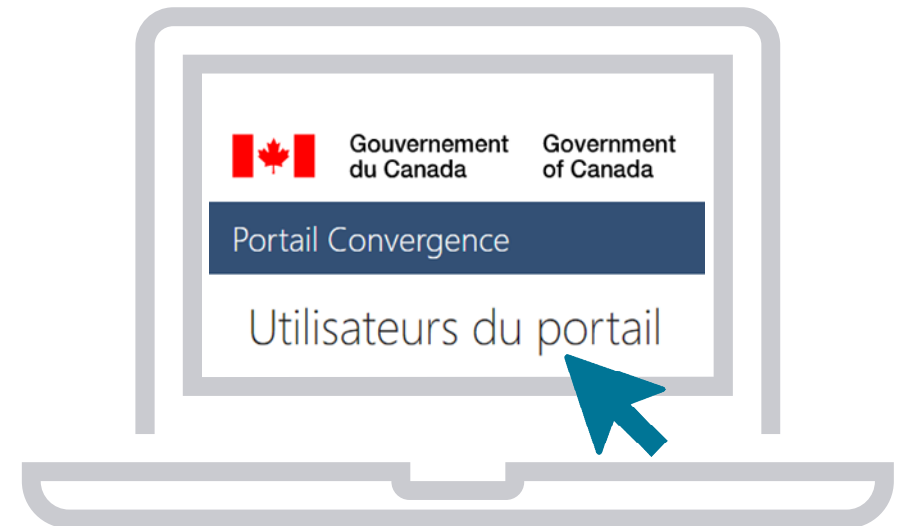 Gouvernement
du Canada
Government
of Canada
Portail Convergence
Utilisateurs du portail